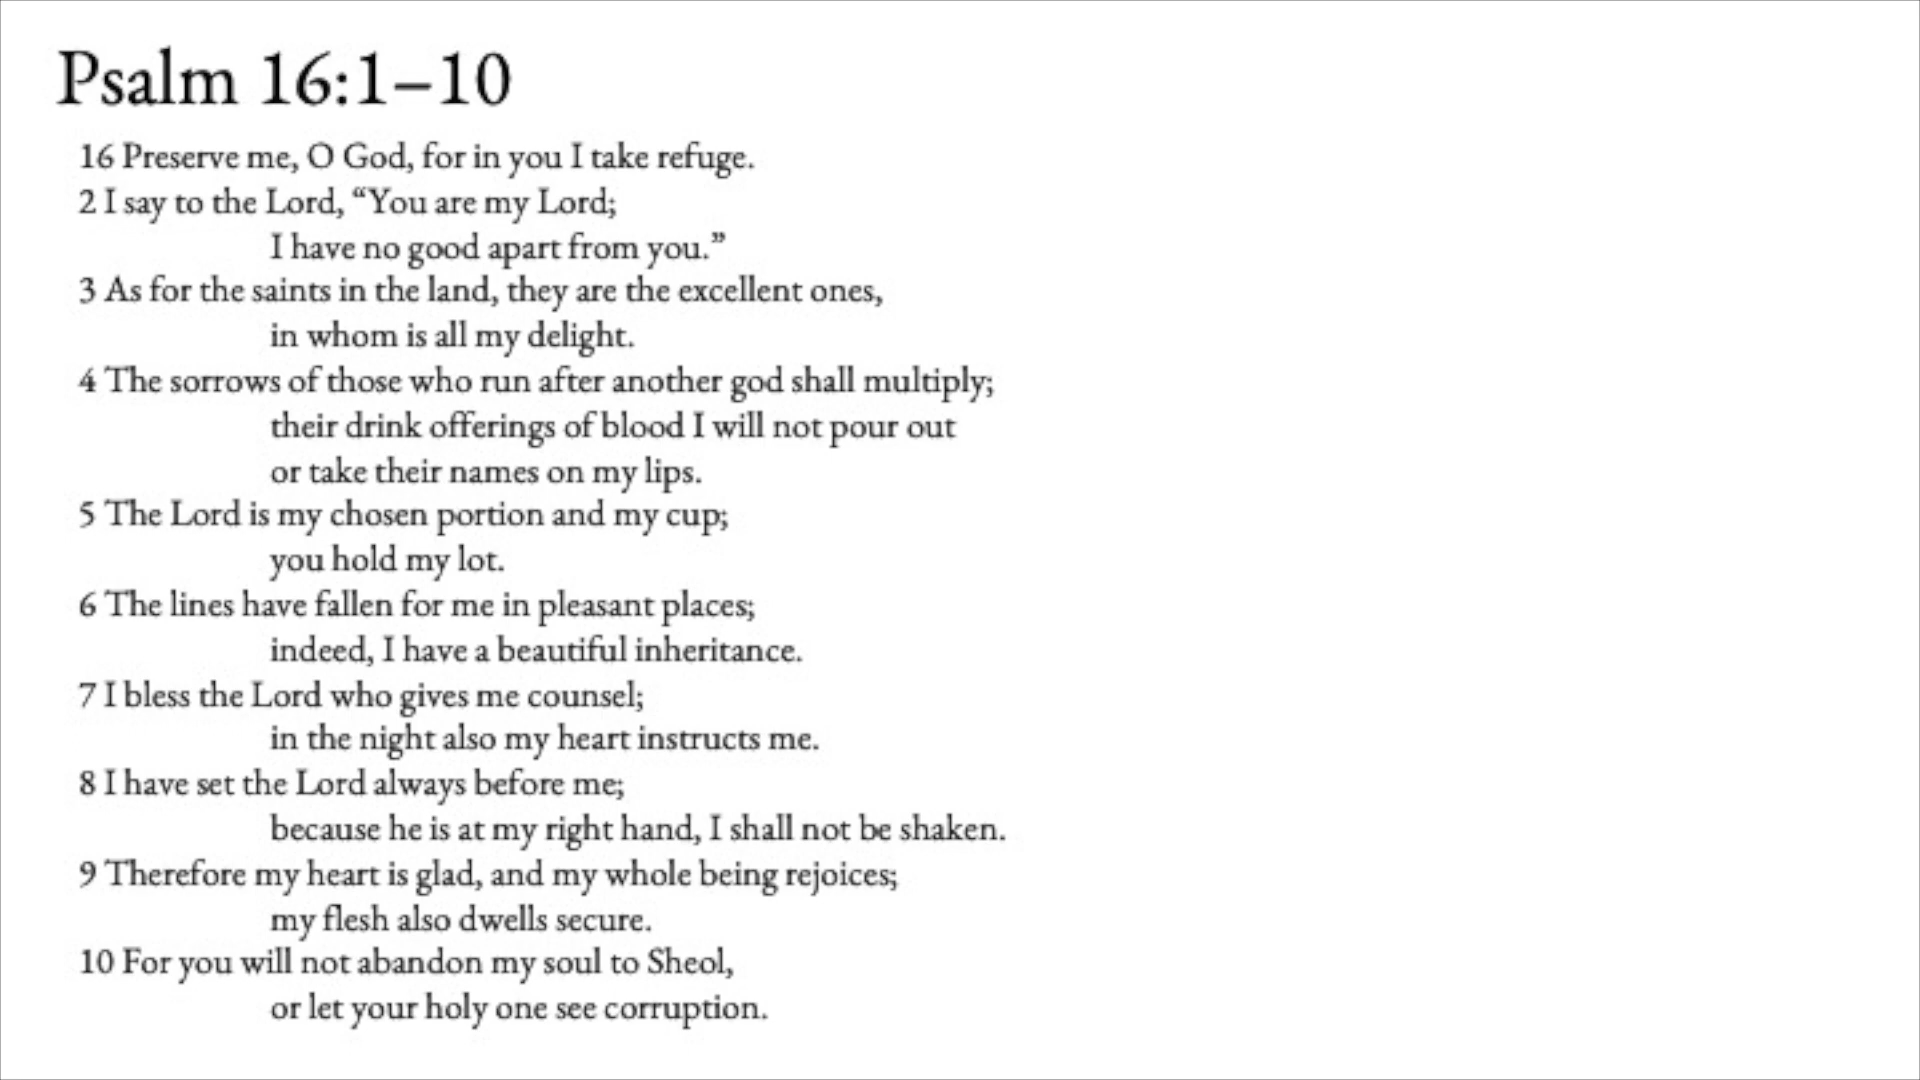 Psalm 16:1–10
16 Preserve me, O God, for in you I take refuge.
2 I say to the Lord, “You are my Lord;
I have no good apart from you.”
3 As for the saints in the land, they are the excellent ones,
in whom is all my delight.
4 The sorrows of those who run after another god shall multiply;
their drink offerings of blood I will not pour out
or take their names on my lips.
5 The Lord is my chosen portion and my cup;
you hold my lot.
6 The lines have fallen for me in pleasant places;
indeed, I have a beautiful inheritance.
7 I bless the Lord who gives me counsel;
in the night also my heart instructs me.
8 I have set the Lord always before me;
because he is at my right hand, I shall not be shaken.
9 Therefore my heart is glad, and my whole being rejoices;
my flesh also dwells secure.
10 For you will not abandon my soul to Sheol,
or let your holy one see corruption.